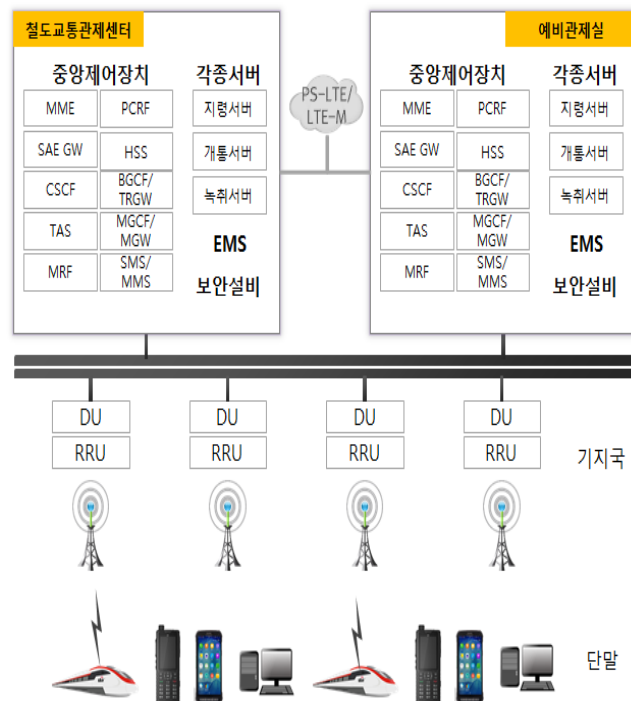 철도교통관제센터
중앙제어장치 각종서버
MME PCRF 지령서버
SAE GW HSS 개통서버
CSCF BGCF/
TRGW 녹취서버
TAS MGCF/
MGW EMS
MRF SMS/
MMS 보안설비
PS-LTE/
LTE-M
예비관제실
중앙제어장치 각종서버
MME PCRF 지령서버
SAE GW HSS 개통서버
CSCF BGCF/
TRGW 녹취서버
TAS MGCF/
MGW EMS
MRF SMS/
MMS 보안설비
DU DU DU DU
RRU RRU RRU RRU
기지국
단말